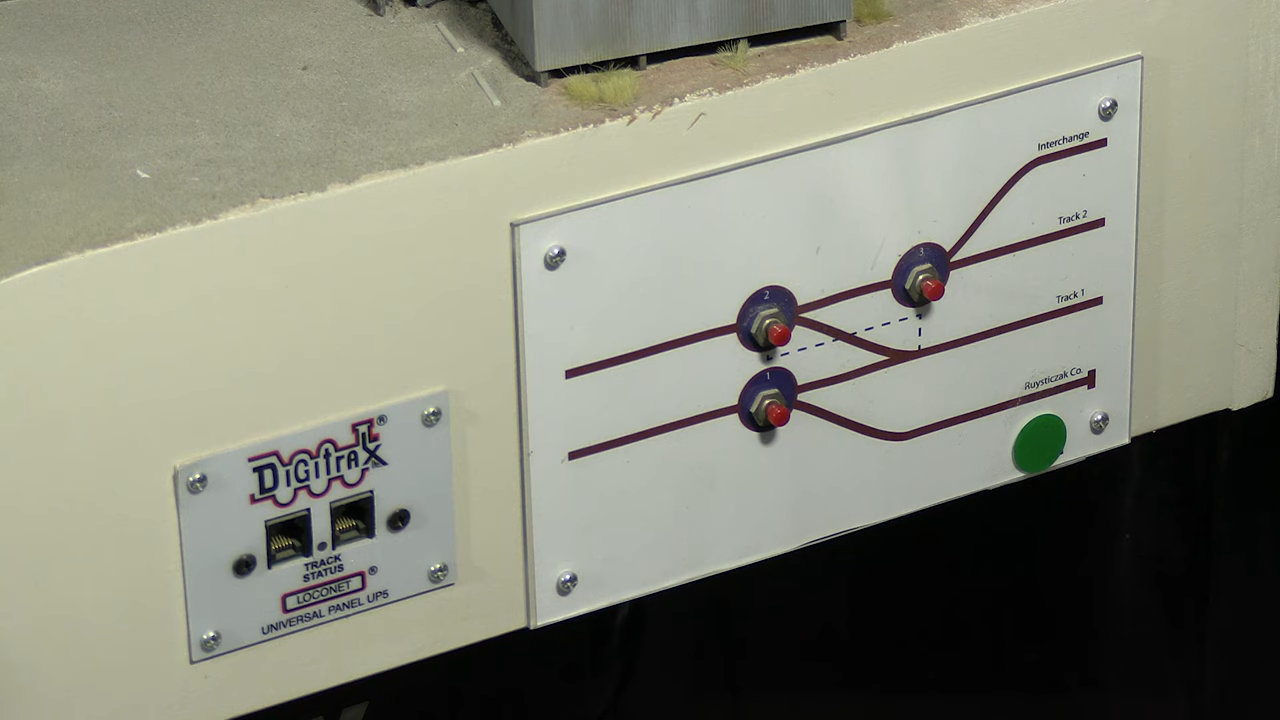 Interchange
Track 2
3
Track 1
2
Ruysticzak Co.
1
DIGITRAX®
TRACK
STATUS
LOCONET®
UNIVERSAL PANEL UP5